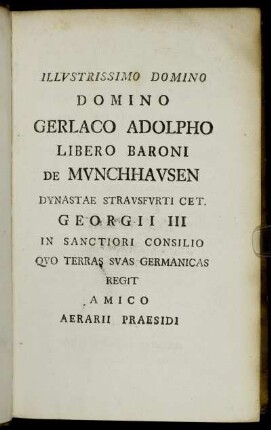 ILLVSTRISSIMO DOMINO
DOMINO
GERLACO ADOLPHO
LIBERO BARONI
DE MVNCHHAVSEN
DYNASTAE STRAVSFVRTI CET.
GEORGII III
IN SANCTIORI CONSILIO
QVO TERRAS SVAS GERMANICAS
REGIT
AMICO
AERARII PRAESIDI